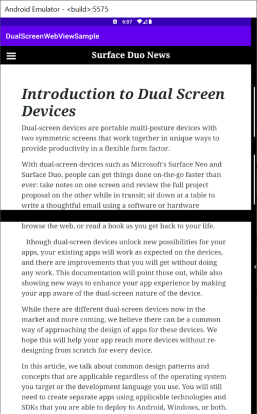 Android Emulator - <build>:5575
6:07
DualScreenWebViewSample
Surface Duo News
Introduction to Dual Screen
Devices
Dual-screen devices are portable multi-posture devices with
two symmetric screens that work together in unique ways to
provide productivity in a flexible form factor.
With dual-screen devices such as Microsoft's Surface Neo and
Surface Duo, people can get things done on-the-go faster than
ever: take notes on one screen and review the full project
proposal on the other while in transit; sit down at a table to
write a thoughtful email using a software or hardware
browse the web, or read a book as you get back to your life.
lthough dual-screen devices unlock new possibilities for your
apps, your existing apps will work as expected on the devices,
and there are improvements that you will get without doing
any work. This documentation will point those out, while also
showing new ways to enhance your app experience by making
your app aware of the dual-screen nature of the device.
While there are different dual-screen devices now in the
market and more coming, we believe there can be a common
way of approaching the design of apps for these devices. We
hope this will help your app reach more devices without re-
designing from scratch for every device.
In this article, we talk about common design patterns and
concepts that are applicable regardless of the operating system
you target or the development language you use. You will still
need to create separate apps using applicable technologies and
SDKs that you are able to deploy to Android, Windows, or both.